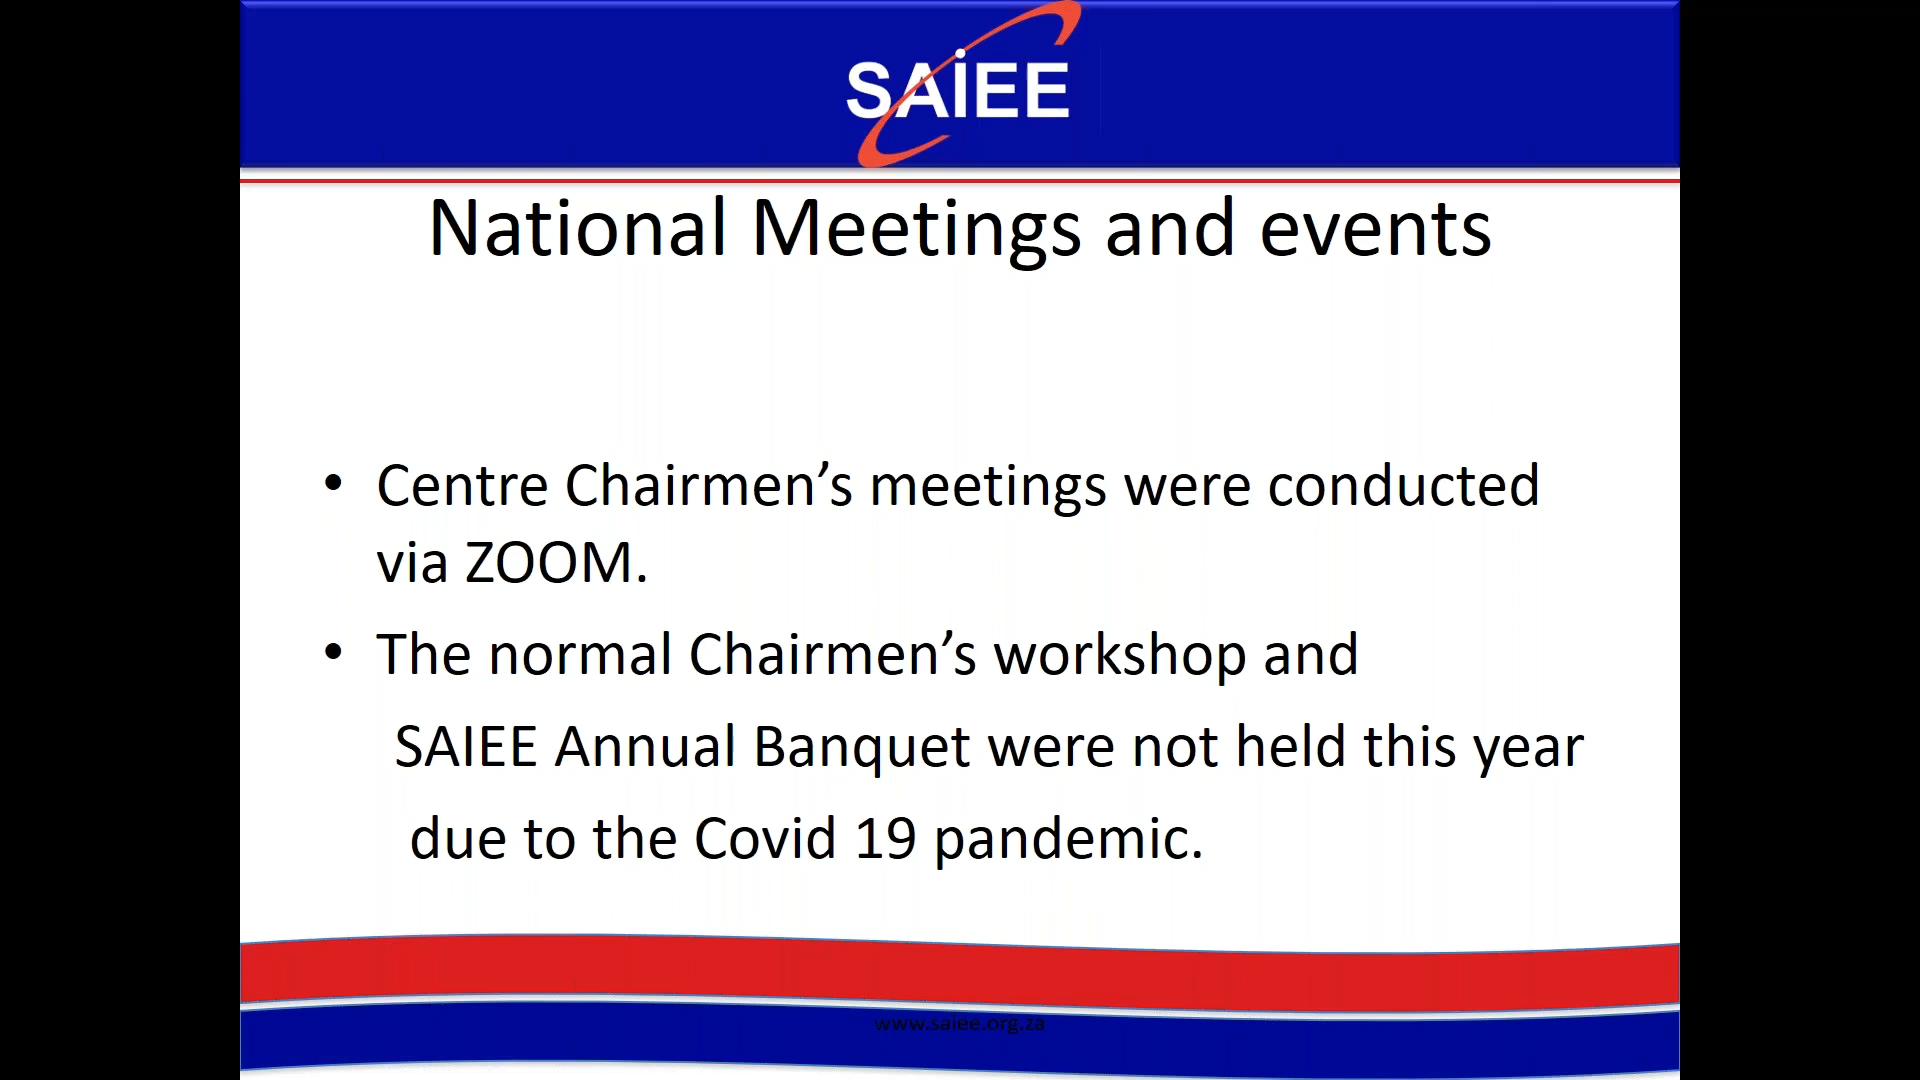 SAIEE
National Meetings and events
• Centre Chairmen’s meetings were conducted
via ZOOM.
• The normal Chairmen’s workshop and
SAIEE Annual Banquet were not held this year
due to the Covid 19 pandemic.
www.saiee.org.za